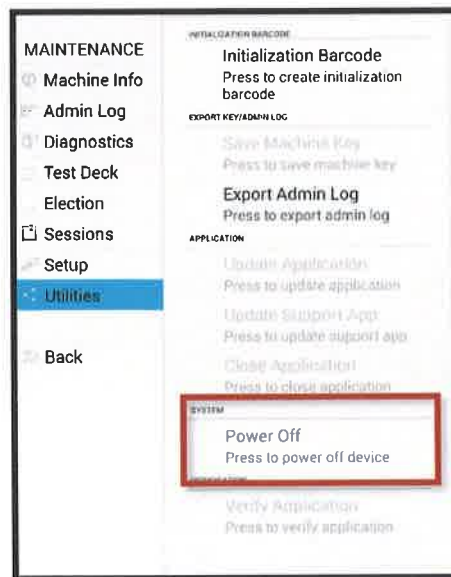 MAINTENANCE
Machine Info
Admin Log
Diagnostics
Test Deck
Election
Sessions
Setup
Utilities
Back
INITIALIZATION BARCODE
Initialization Barcode
Press to create initialization
barcode
EXPORT KEY/ADMIN LOG
Save Machine Key
Press to save machine key
Export Admin Log
Press to export admin log
APPLICATION
Update Application
Press to update application
Update Support App
Press to update support app
Close Application
Press to close application
SYSTEM
Power Off
Press to power off device
Verify Application
Press to verify application